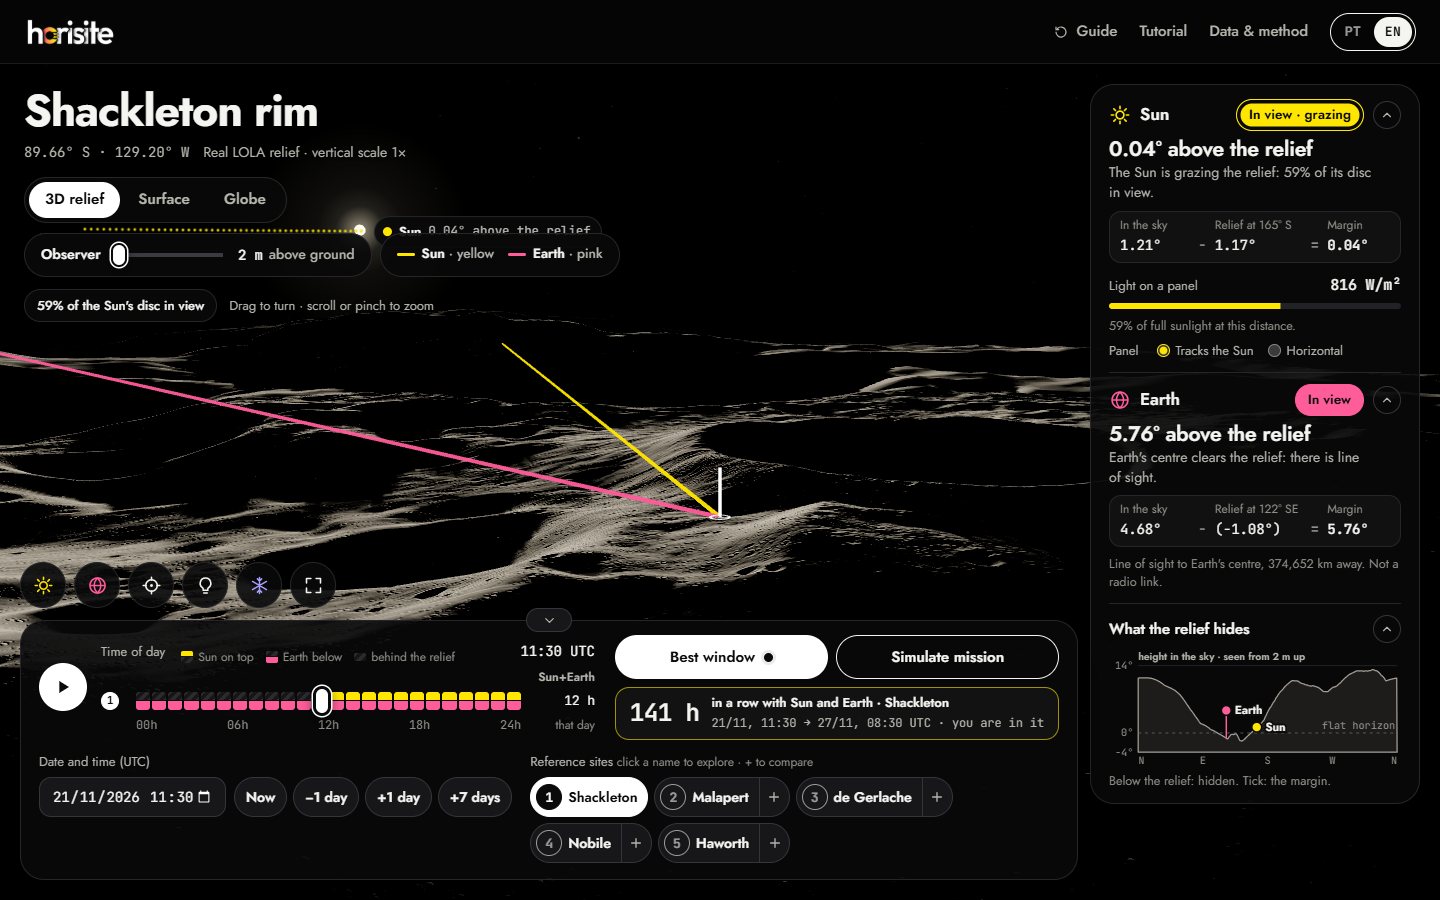 horisite
Guide Tutorial Data & method PT EN
Shackleton rim
89.66° S · 129.20° W Real LOLA relief · vertical scale 1×
3D relief Surface Globe
Sun 0.04° above the relief
Observer 2 m above ground Sun · yellow Earth · pink
59% of the Sun's disc in view Drag to turn · scroll or pinch to zoom
Sun In view · grazing
0.04° above the relief
The Sun is grazing the relief: 59% of its disc
in view.
In the sky Relief at 165° S Margin
1.21° - 1.17° = 0.04°
Light on a panel 816 W/m²
59% of full sunlight at this distance.
Panel Tracks the Sun Horizontal
Earth In view
5.76° above the relief
Earth's centre clears the relief: there is line
of sight.
In the sky Relief at 122° SE Margin
4.68° - (-1.08°) = 5.76°
Line of sight to Earth's centre, 374,652 km away. Not a
radio link.
What the relief hides
height in the sky · seen from 2 m up
14°
Earth
Sun
flat horizon
0°
-4°
N E S W N
Below the relief: hidden. Tick: the margin.
Time of day Sun on top Earth below behind the relief 11:30 UTC
Sun+Earth
1 12 h
00h 06h 12h 18h 24h that day
Best window Simulate mission
141 h in a row with Sun and Earth · Shackleton
21/11, 11:30 → 27/11, 08:30 UTC · you are in it
Date and time (UTC)
21/11/2026 11:30 Now −1 day +1 day +7 days
Reference sites click a name to explore · + to compare
1 Shackleton 2 Malapert + 3 de Gerlache +
4 Nobile + 5 Haworth +